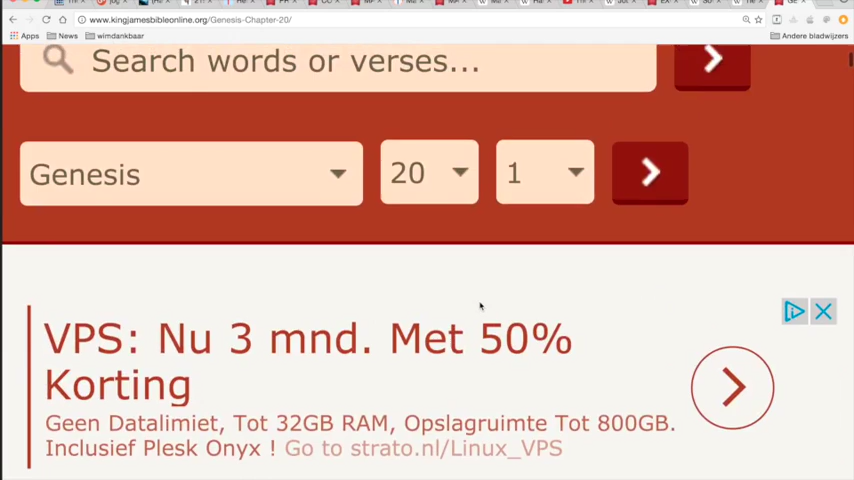 www.kingjamesbibleonline.org/Genesis-Chapter-20/
Apps News wimdankbaar Andere bladwijzers
Search words or verses...
Genesis 20 1
VPS: Nu 3 mnd. Met 50%
Korting
Geen Datalimiet, Tot 32GB RAM, Opslagruimte Tot 800GB.
Inclusief Plesk Onyx ! Go to strato.nl/Linux_VPS